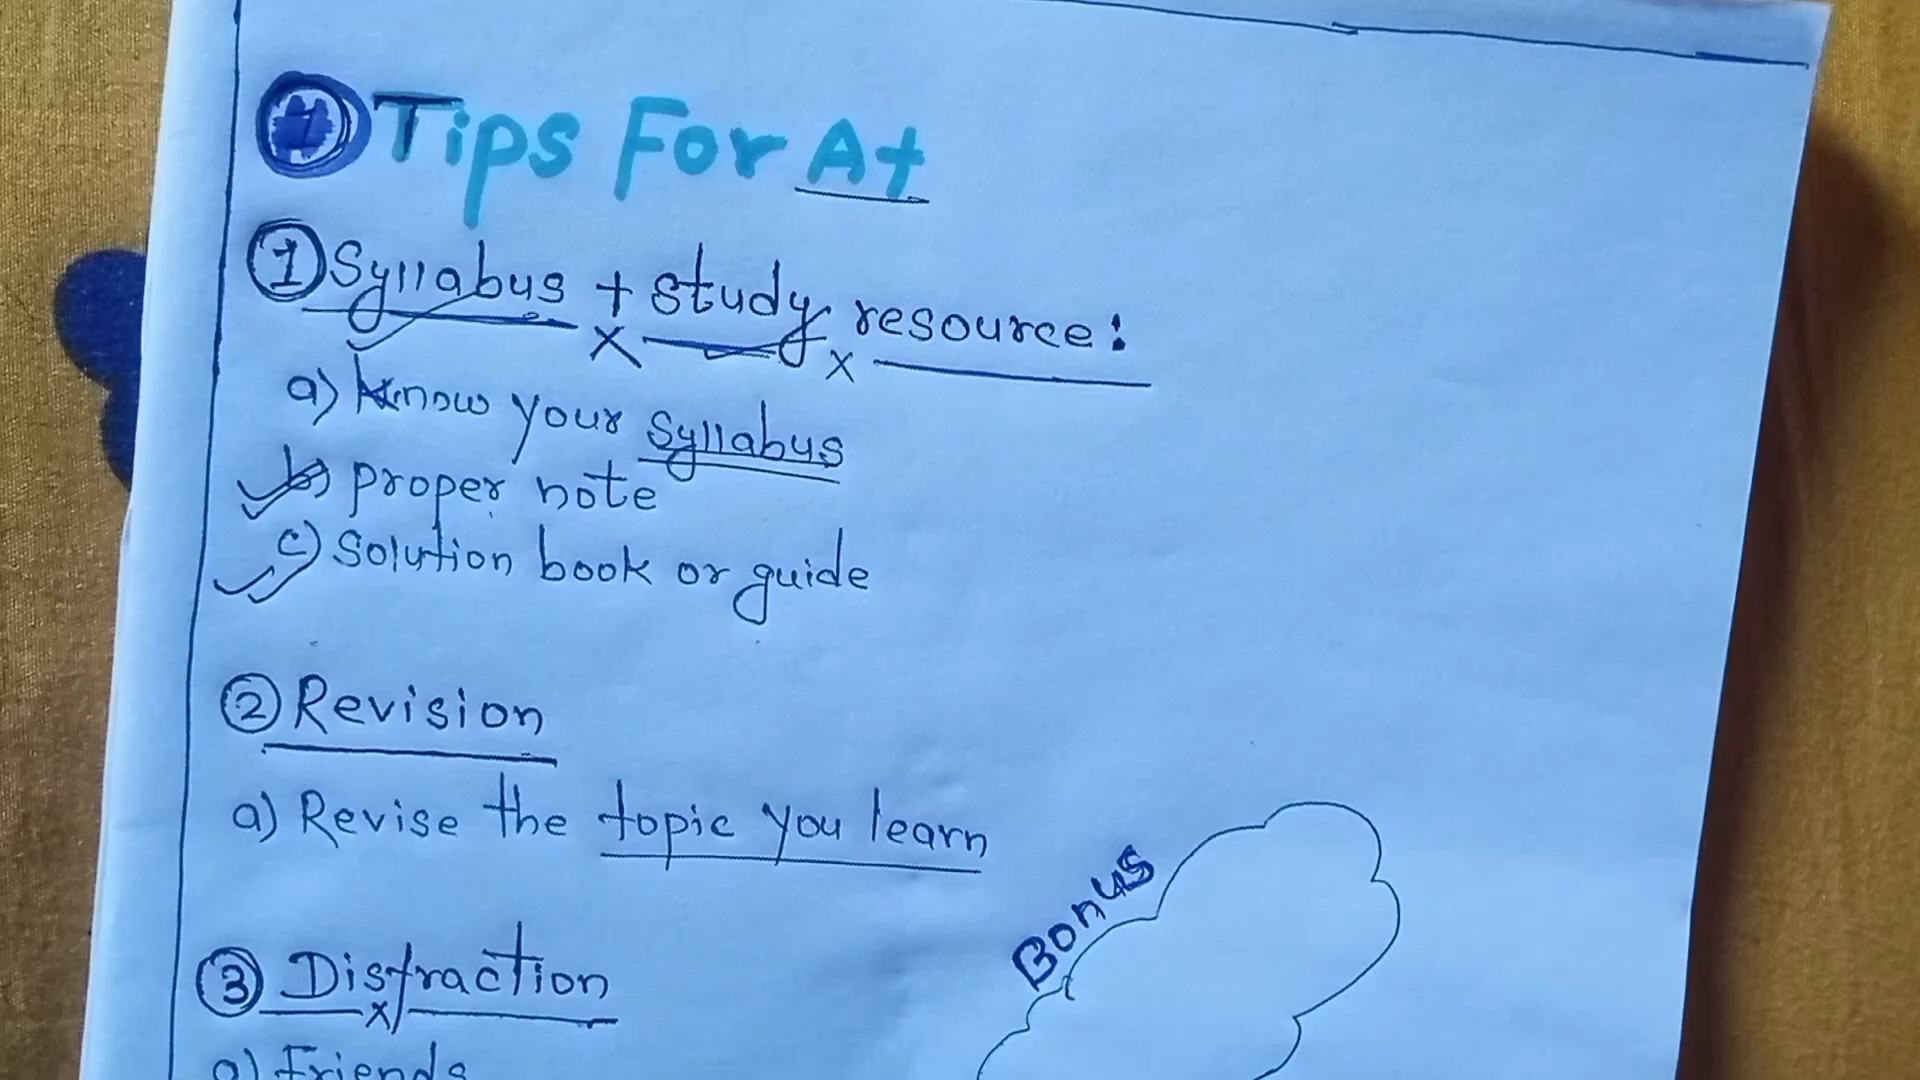 # Tips For A+
① Syllabus + study resource:
a) Know your syllabus
b) proper note
c) Solution book or guide
② Revision
a) Revise the topic you learn
Bonus
③ Distraction
a) Friends